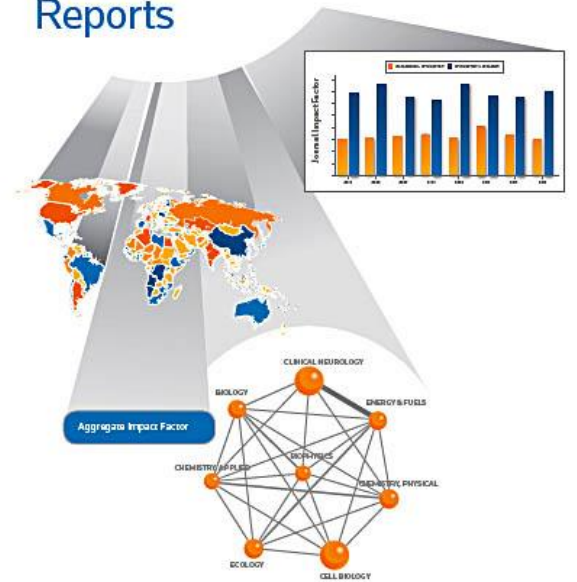 Reports
Journal Impact Factor
CLINICAL NEUROLOGY
BIOLOGY
ENERGY & FUELS
Aggregate Impact Factor
BIOPHYSICS
CHEMISTRY, APPLIED
CHEMISTRY, PHYSICAL
ECOLOGY
CELL BIOLOGY